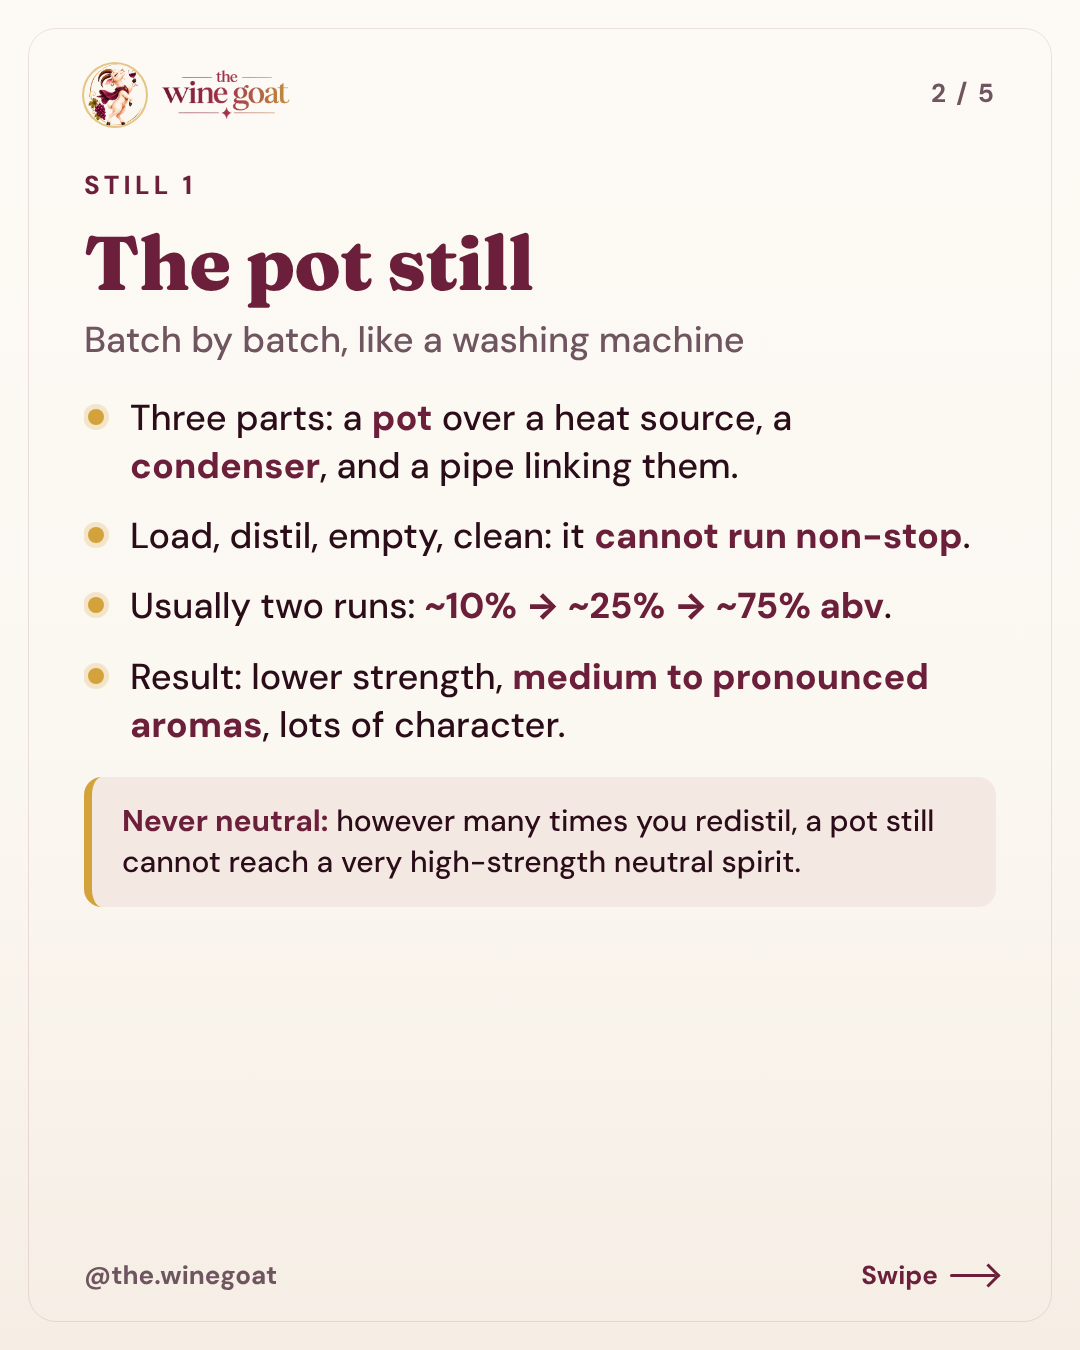 the
wine goat
2 / 5
STILL 1
The pot still
Batch by batch, like a washing machine
Three parts: a pot over a heat source, a
condenser, and a pipe linking them.
Load, distil, empty, clean: it cannot run non-stop.
Usually two runs: ~10% → ~25% → ~75% abv.
Result: lower strength, medium to pronounced
aromas, lots of character.
Never neutral: however many times you redistil, a pot still
cannot reach a very high-strength neutral spirit.
@the.winegoat
Swipe →